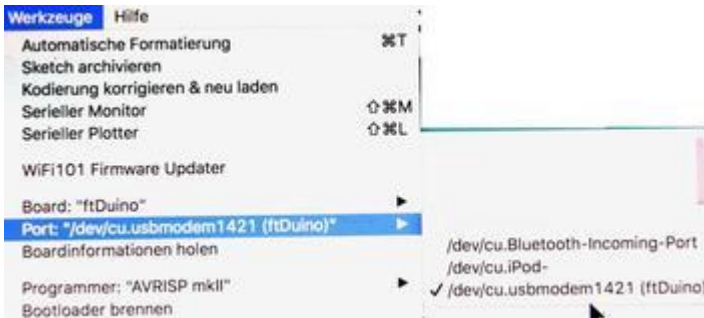 Werkzeuge Hilfe
Automatische Formatierung ⌘T
Sketch archivieren
Kodierung korrigieren & neu laden
Serieller Monitor ⇧⌘M
Serieller Plotter ⇧⌘L
WiFi101 Firmware Updater
Board: "ftDuino"
Port: "/dev/cu.usbmodem1421 (ftDuino)"
Boardinformationen holen
Programmer: "AVRISP mkII"
Bootloader brennen
/dev/cu.Bluetooth-Incoming-Port
/dev/cu.iPod-
✓ /dev/cu.usbmodem1421 (ftDuino)